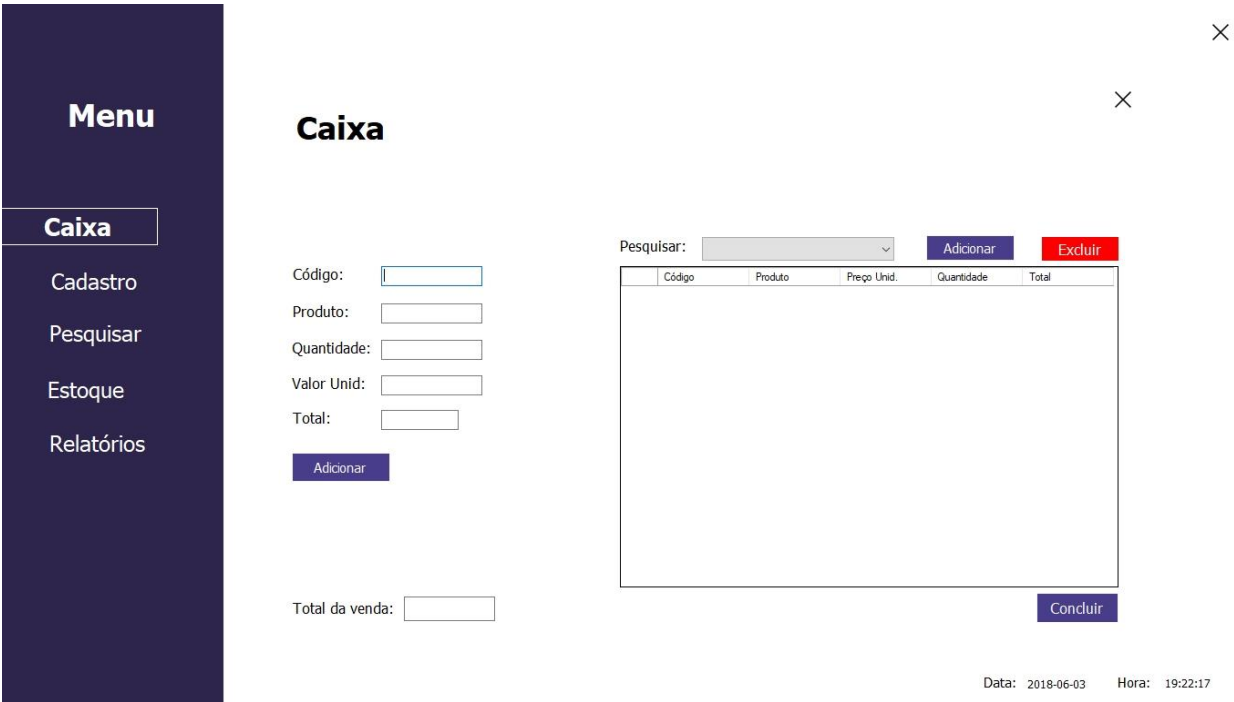 Menu
Caixa
Cadastro
Pesquisar
Estoque
Relatórios
Caixa
Código:
Produto:
Quantidade:
Valor Unid:
Total:
Adicionar
Total da venda:
Pesquisar:
Adicionar
Excluir
Código Produto Preço Unid. Quantidade Total
Concluir
Data: 2018-06-03 Hora: 19:22:17